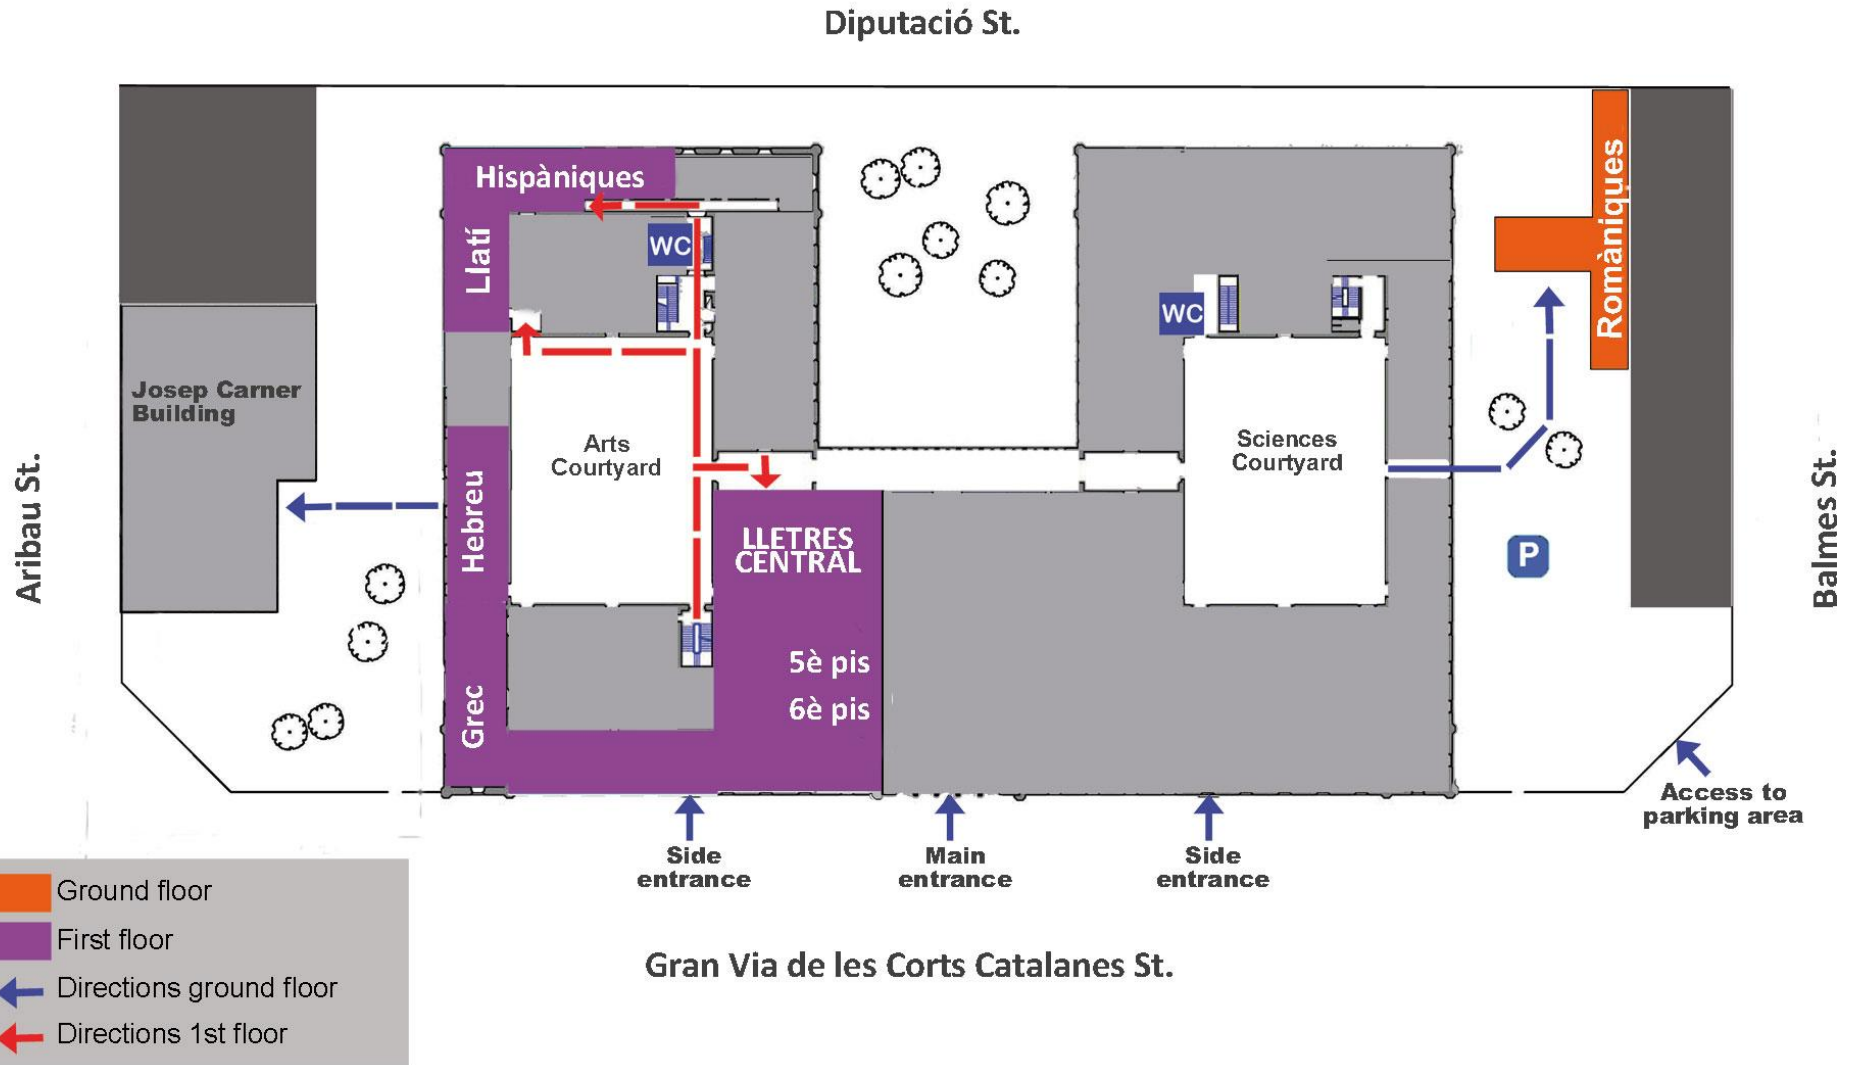 Diputació St.
Hispàniques
Llatí
WC
WC
Romàniques
Josep Carner
Building
Arts
Courtyard
Sciences
Courtyard
Aribau St.
Hebreu
LLETRES
CENTRAL
P
Balmes St.
5è pis
6è pis
Grec
Access to
parking area
Side
entrance
Main
entrance
Side
entrance
Ground floor
First floor
Directions ground floor
Directions 1st floor
Gran Via de les Corts Catalanes St.